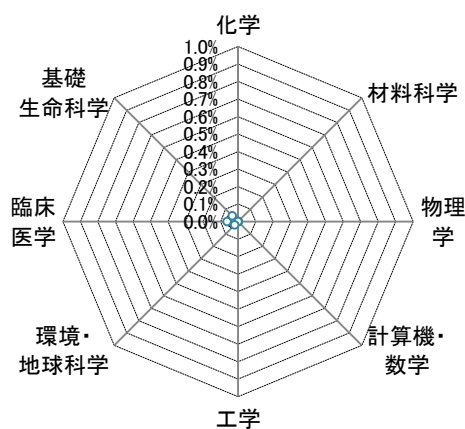 化学
1.0%
0.9%
0.8%
0.7%
0.6%
0.5%
0.4%
0.3%
0.2%
0.1%
0.0%
材料科学
物理
学
計算機・
数学
工学
環境・
地球科学
臨床
医学
基礎
生命科学